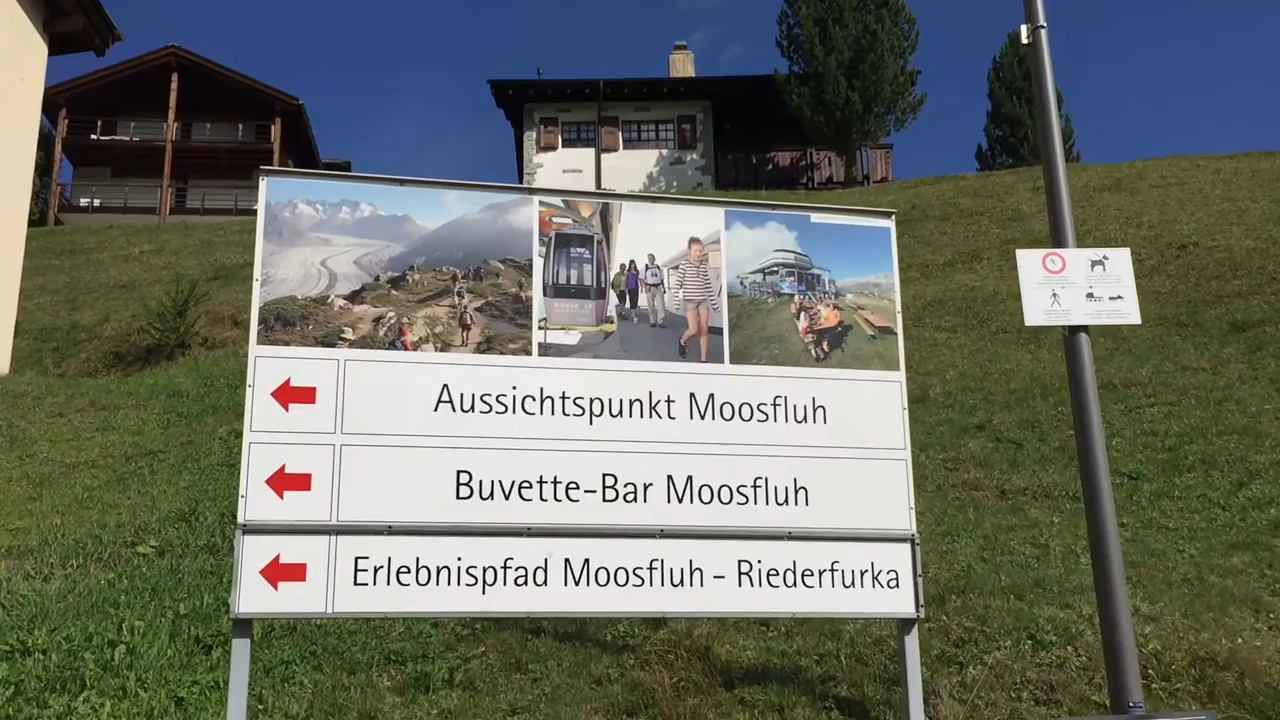 Aussichtspunkt Moosfluh
Buvette-Bar Moosfluh
Erlebnispfad Moosfluh - Riederfurka